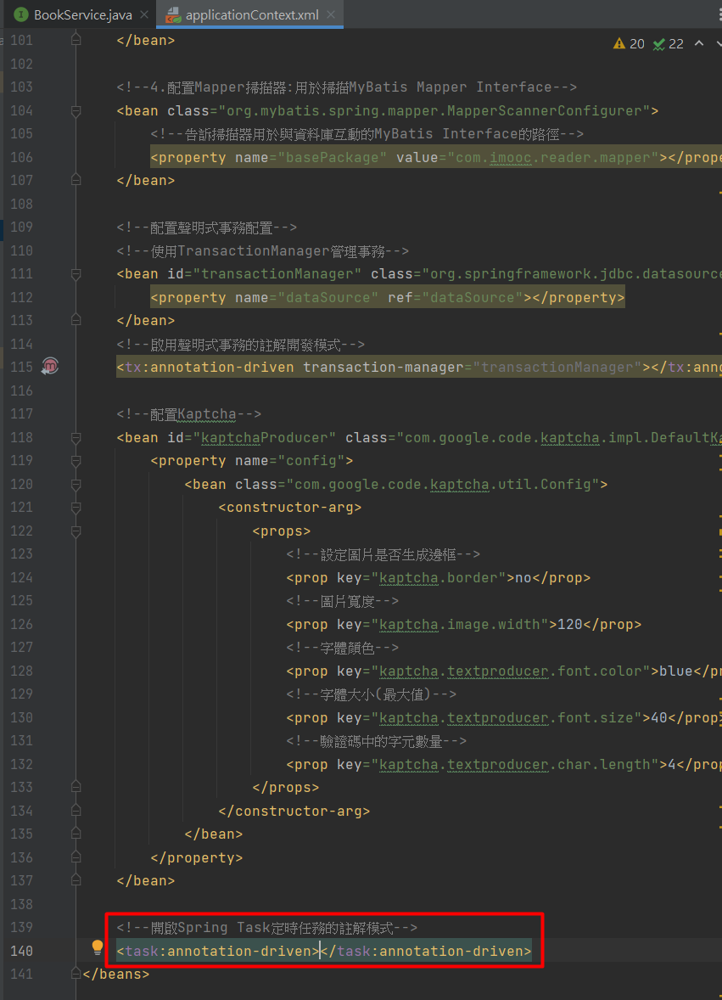 BookService.java
applicationContext.xml
20 22
101 </bean>
102
103 <!--4.配置Mapper掃描器:用於掃描MyBatis Mapper Interface-->
104 <bean class="org.mybatis.spring.mapper.MapperScannerConfigurer">
105 <!--告訴掃描器用於與資料庫互動的MyBatis Interface的路徑-->
106 <property name="basePackage" value="com.imooc.reader.mapper"></prope
107 </bean>
108
109 <!--配置聲明式事務配置-->
110 <!--使用TransactionManager管理事務-->
111 <bean id="transactionManager" class="org.springframework.jdbc.datasource
112 <property name="dataSource" ref="dataSource"></property>
113 </bean>
114 <!--啟用聲明式事務的註解開發模式-->
115 <tx:annotation-driven transaction-manager="transactionManager"></tx:anno
116
117 <!--配置Kaptcha-->
118 <bean id="kaptchaProducer" class="com.google.code.kaptcha.impl.DefaultKa
119 <property name="config">
120 <bean class="com.google.code.kaptcha.util.Config">
121 <constructor-arg>
122 <props>
123 <!--設定圖片是否生成邊框-->
124 <prop key="kaptcha.border">no</prop>
125 <!--圖片寬度-->
126 <prop key="kaptcha.image.width">120</prop>
127 <!--字體顏色-->
128 <prop key="kaptcha.textproducer.font.color">blue</pr
129 <!--字體大小(最大值)-->
130 <prop key="kaptcha.textproducer.font.size">40</prop>
131 <!--驗證碼中的字元數量-->
132 <prop key="kaptcha.textproducer.char.length">4</prop
133 </props>
134 </constructor-arg>
135 </bean>
136 </property>
137 </bean>
138
139 <!--開啟Spring Task定時任務的註解模式-->
140 <task:annotation-driven></task:annotation-driven>
141 </beans>